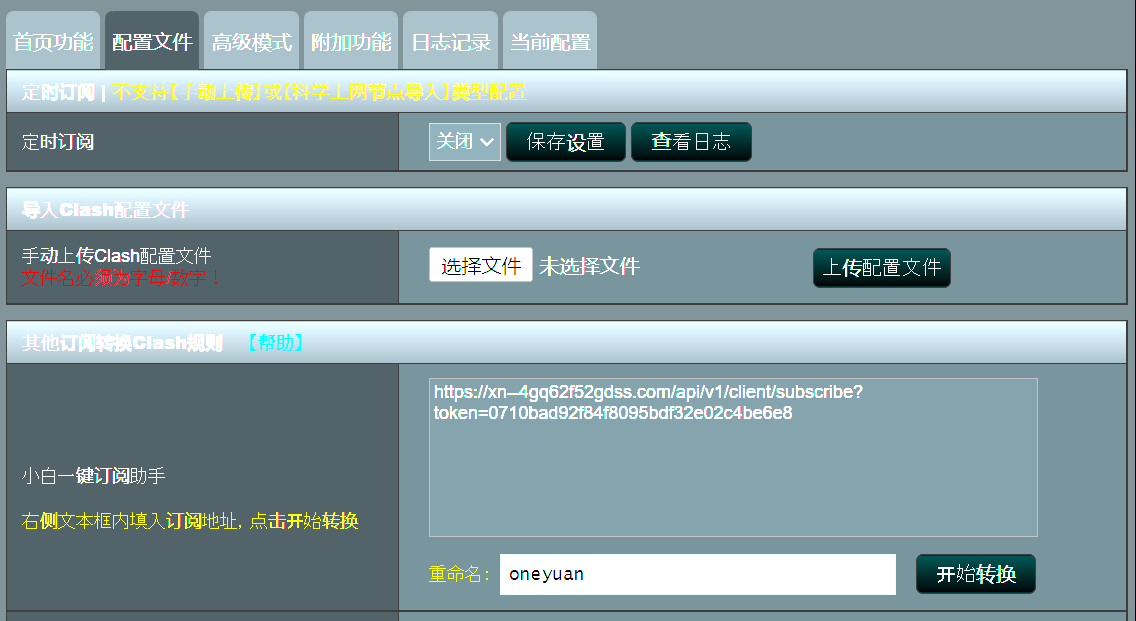 首页功能 配置文件 高级模式 附加功能 日志记录 当前配置
定时订阅 | 不支持【手动上传】或【科学上网节点导入】类型配置
定时订阅 关闭 保存设置 查看日志
导入Clash配置文件
手动上传Clash配置文件
文件名必须为字母/数字！
选择文件 未选择文件 上传配置文件
其他订阅转换Clash规则 【帮助】
https://xn--4gq62f52gdss.com/api/v1/client/subscribe?
token=0710bad92f84f8095bdf32e02c4be6e8
小白一键订阅助手
右侧文本框内填入订阅地址, 点击开始转换
重命名： oneyuan 开始转换